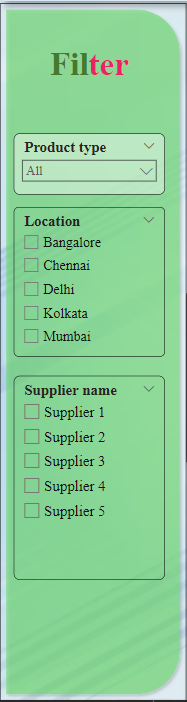 Filter
Product type
All
Location
Bangalore
Chennai
Delhi
Kolkata
Mumbai
Supplier name
Supplier 1
Supplier 2
Supplier 3
Supplier 4
Supplier 5